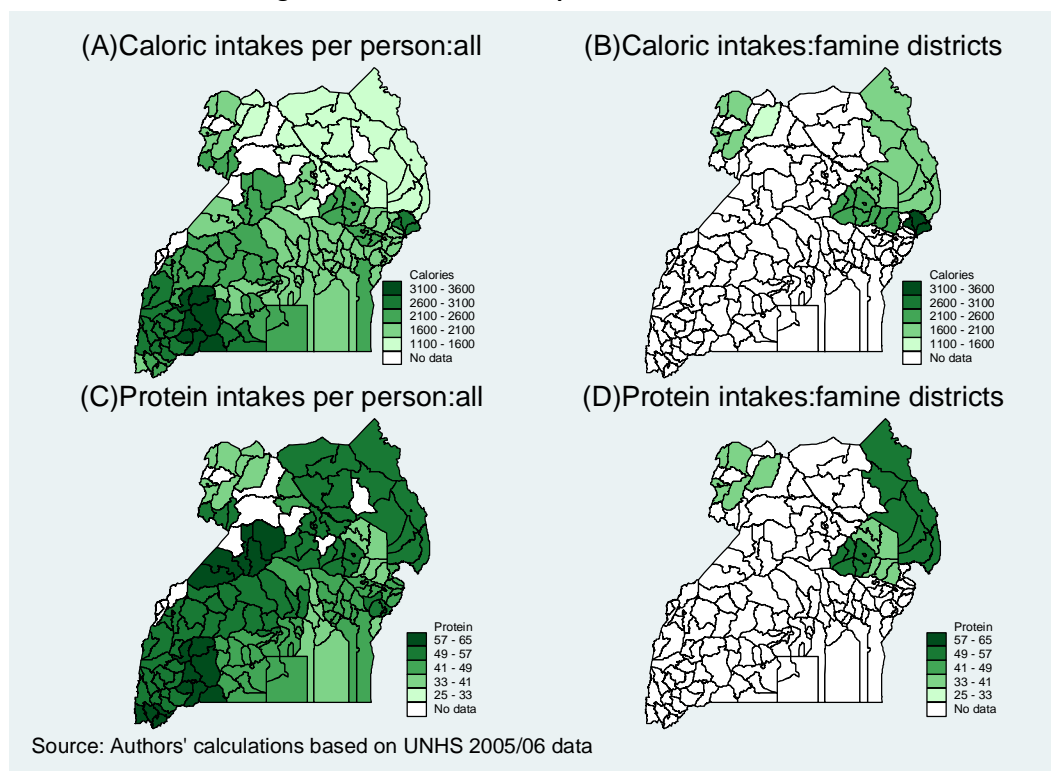 (A)Caloric intakes per person:all
(B)Caloric intakes:famine districts
Calories
3100 - 3600
2600 - 3100
2100 - 2600
1600 - 2100
1100 - 1600
No data
Calories
3100 - 3600
2600 - 3100
2100 - 2600
1600 - 2100
1100 - 1600
No data
(C)Protein intakes per person:all
(D)Protein intakes:famine districts
Protein
57 - 65
49 - 57
41 - 49
33 - 41
25 - 33
No data
Protein
57 - 65
49 - 57
41 - 49
33 - 41
25 - 33
No data
Source: Authors' calculations based on UNHS 2005/06 data